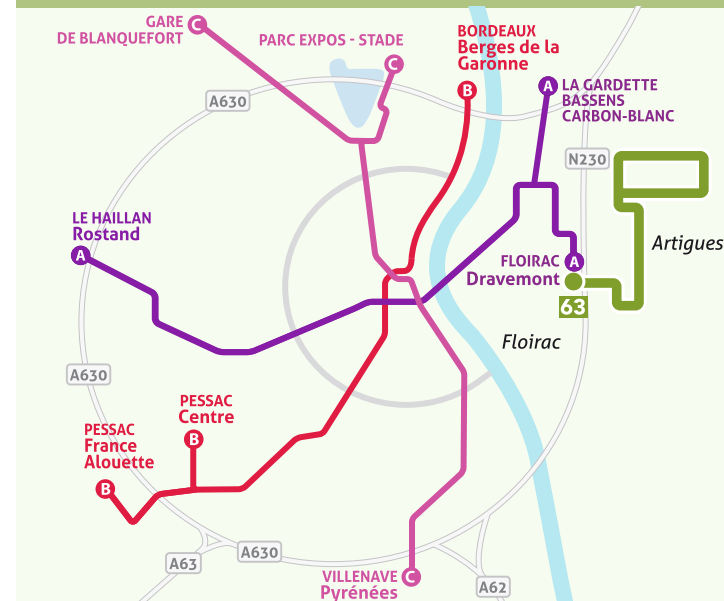 GARE
DE BLANQUEFORT
C
PARC EXPOS - STADE
C
BORDEAUX
Berges de la
Garonne
B
A
LA GARDETTE
BASSENS
CARBON-BLANC
A630
N230
LE HAILLAN
Rostand
A
Artigues
FLOIRAC
Dravemont
A
63
Floirac
A630
PESSAC
Centre
B
PESSAC
France
Alouette
B
A63
A630
VILLENAVE
Pyrénées
C
A62